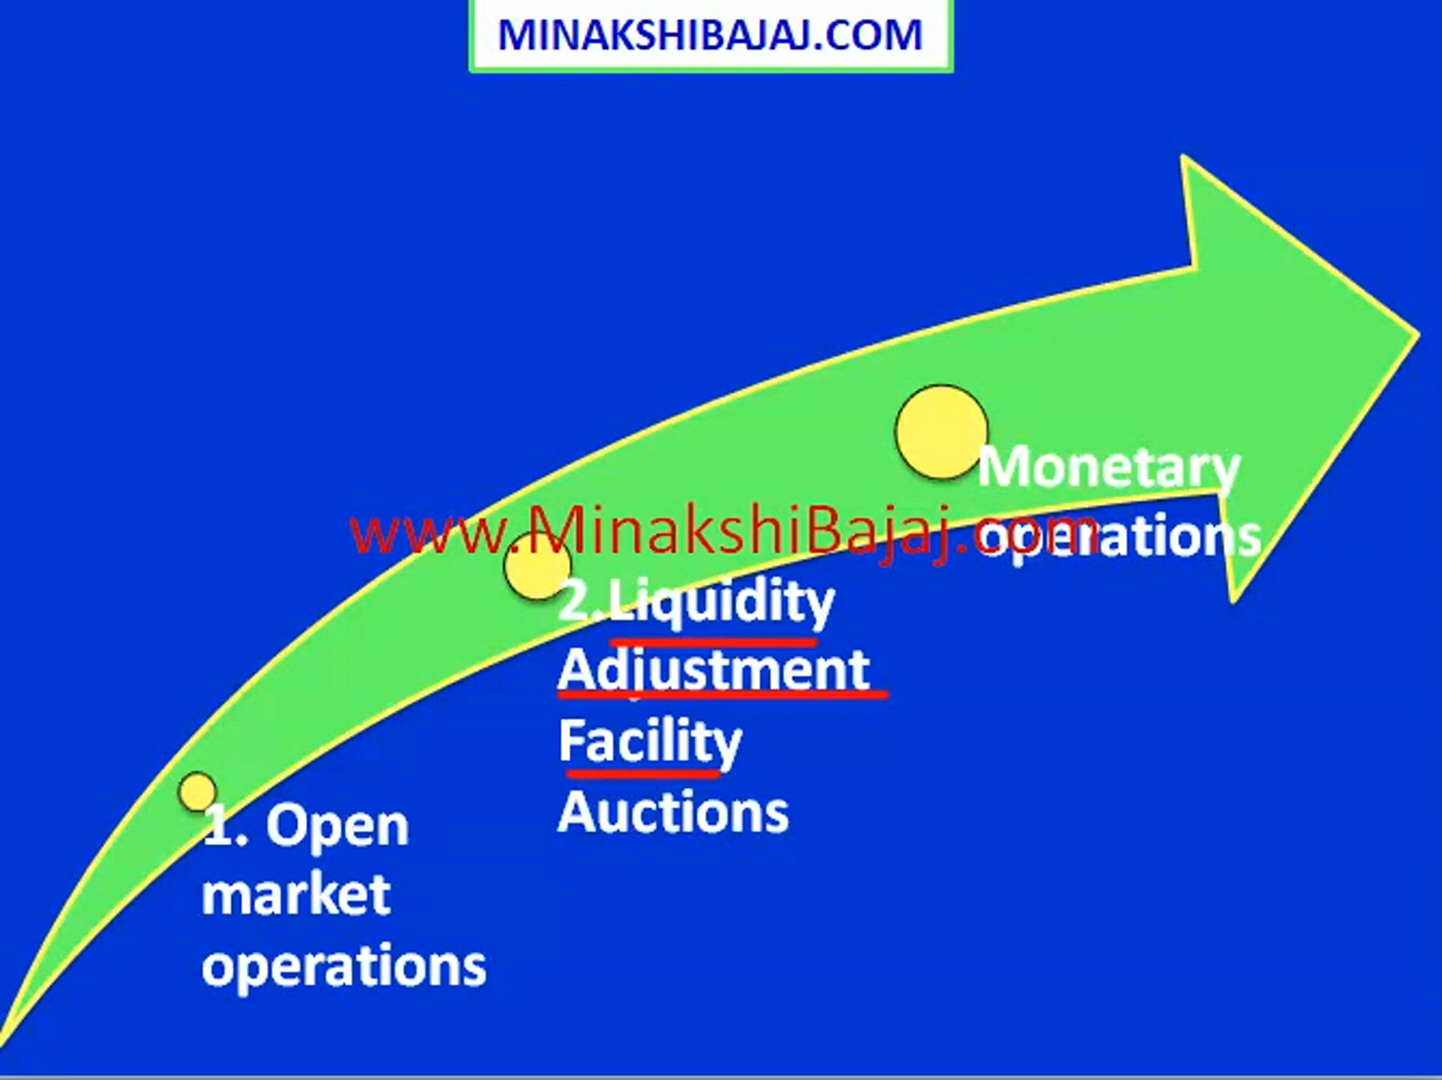 MINAKSHIBAJAJ.COM
Monetary
operations
www.MinakshiBajaj.com
2.Liquidity
Adjustment
Facility
Auctions
1. Open
market
operations